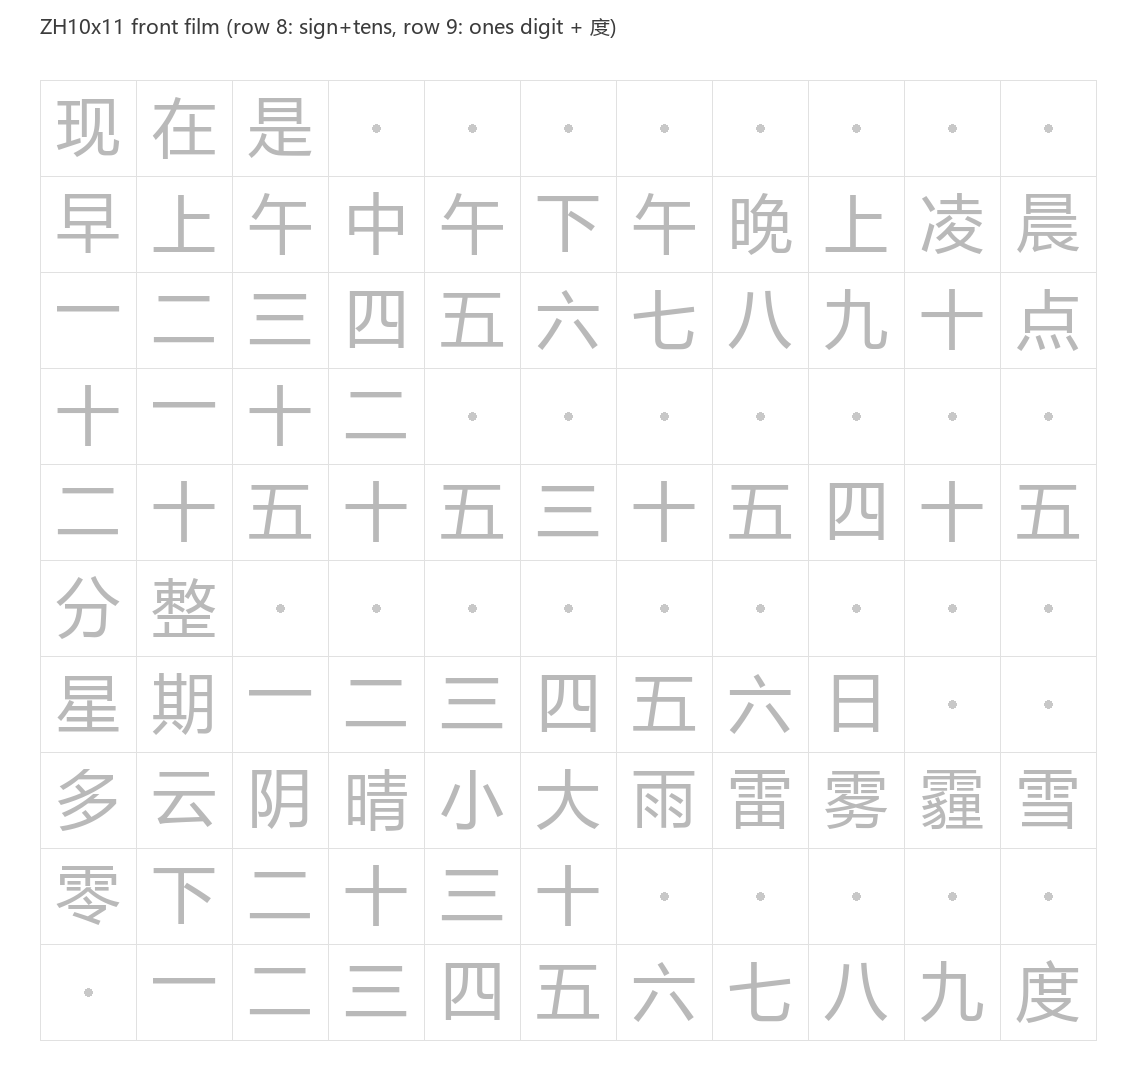 ZH10x11 front film (row 8: sign+tens, row 9: ones digit + 度)
现在是········
早上午中午下午晚上凌晨
一二三四五六七八九十点
十一十二·······
二十五十五三十五四十五
分整·········
星期一二三四五六日··
多云阴晴小大雨雷雾霾雪
零下二十三十·····
·一二三四五六七八九度